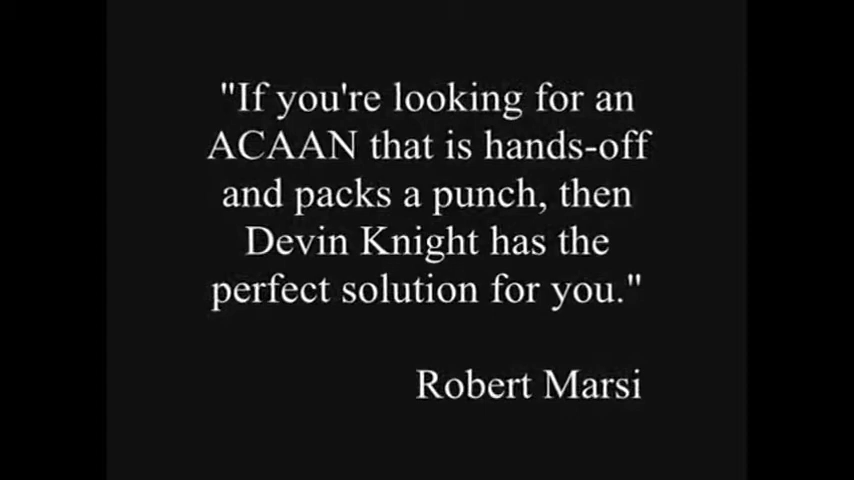 "If you're looking for an
ACAAN that is hands-off
and packs a punch, then
Devin Knight has the
perfect solution for you."
Robert Marsi